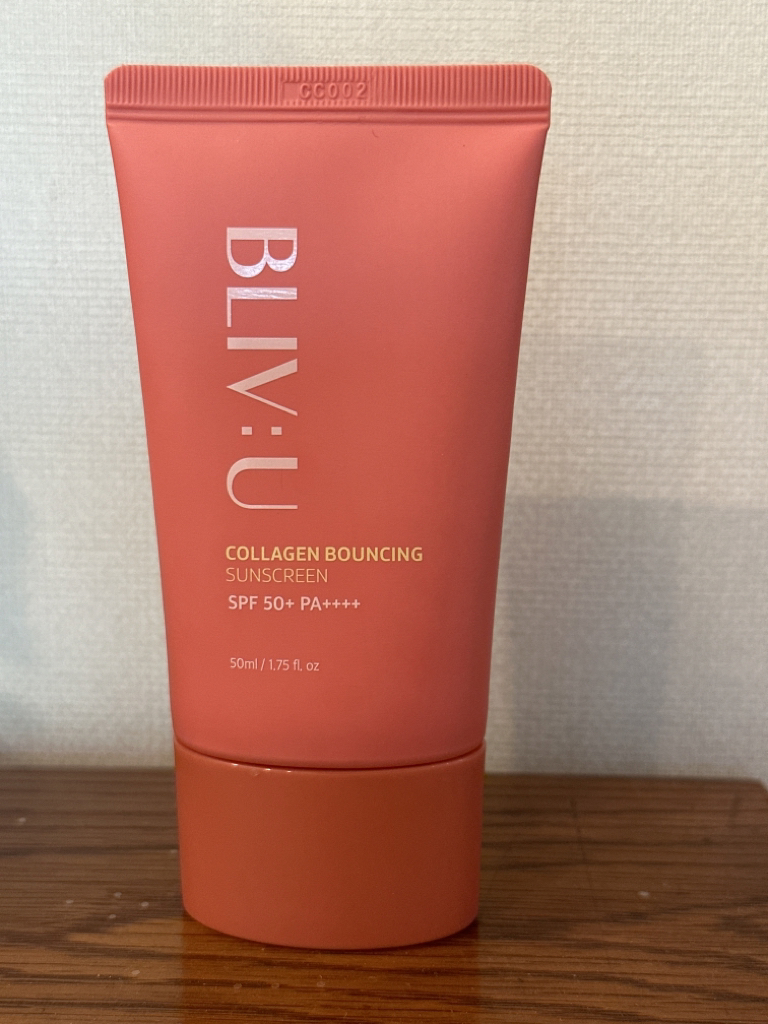 CC002
BLIV:U
COLLAGEN BOUNCING
SUNSCREEN
SPF 50+ PA++++
50ml / 1.75 fl. oz